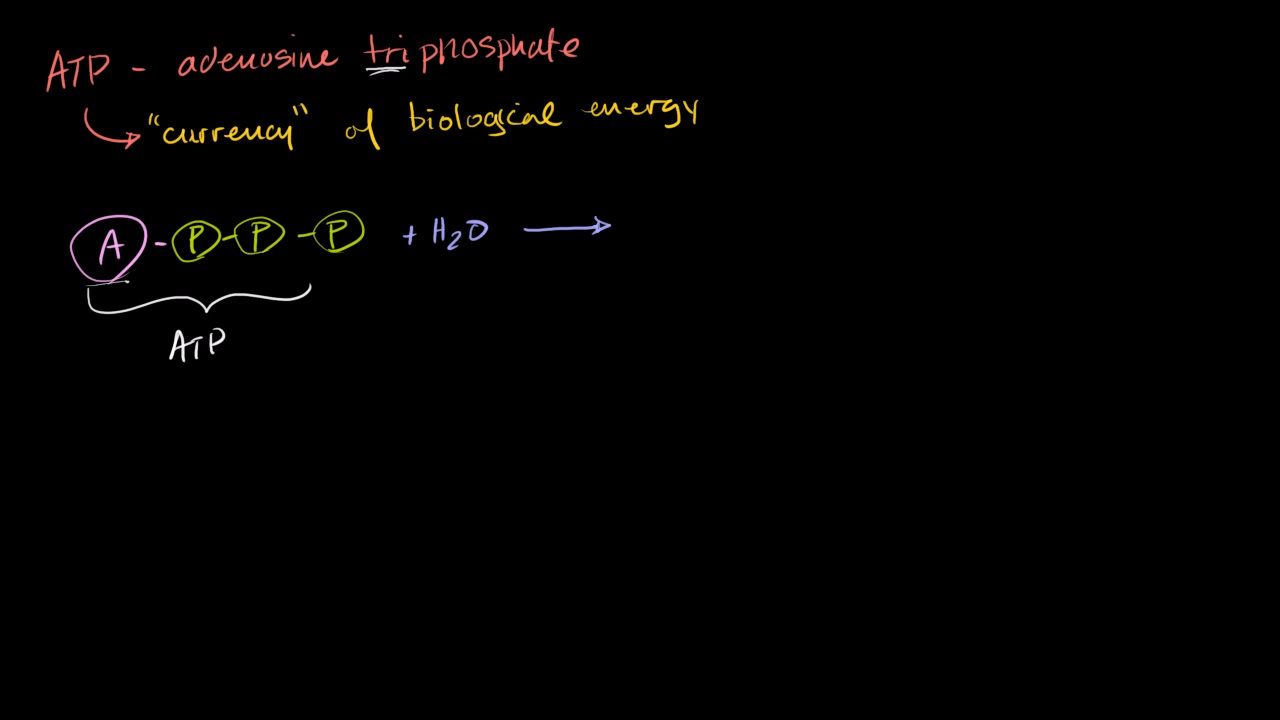 ATP - adenosine triphosphate
"currency" of biological energy
A - P - P - P + H₂O →
ATP